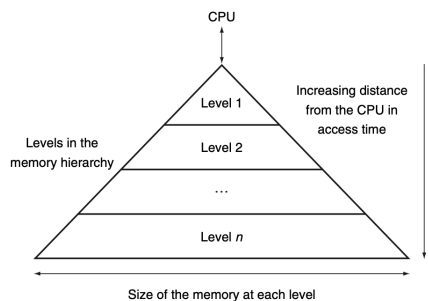 CPU
Level 1
Increasing distance
from the CPU in
access time
Levels in the
memory hierarchy
Level 2
...
Level n
Size of the memory at each level